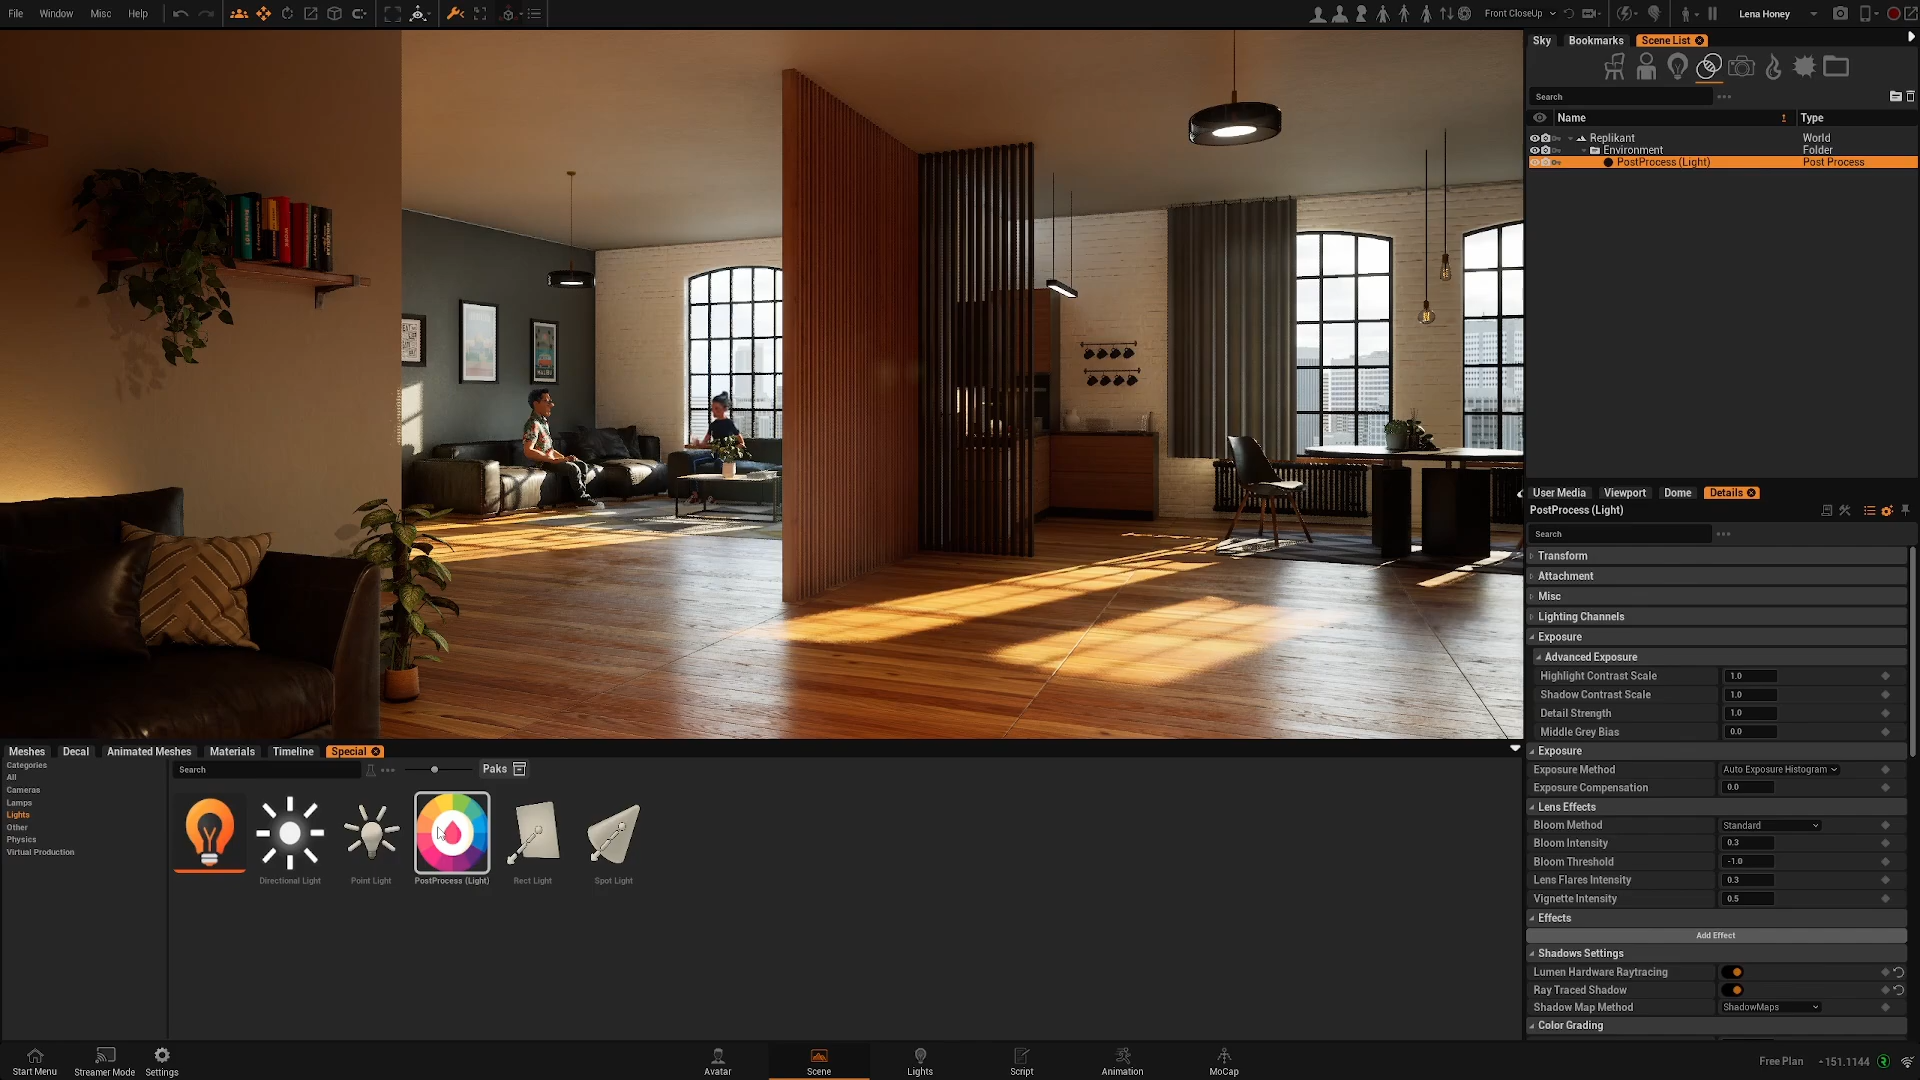 File Window Misc Help Front CloseUp Lena Honey
Sky Bookmarks Scene List
Search
Name ! Type
Replikant World
Environment Folder
PostProcess (Light) Post Process
User Media Viewport Dome Details
PostProcess (Light)
Search
Transform
Attachment
Misc
Lighting Channels
Exposure
Advanced Exposure
Highlight Contrast Scale 1.0
Shadow Contrast Scale 1.0
Detail Strength 1.0
Middle Grey Bias 0.0
Exposure
Exposure Method Auto Exposure Histogram
Exposure Compensation 0.0
Lens Effects
Bloom Method Standard
Bloom Intensity 0.3
Bloom Threshold -1.0
Lens Flares Intensity 0.3
Vignette Intensity 0.5
Effects
Add Effect
Shadows Settings
Lumen Hardware Raytracing
Ray Traced Shadow
Shadow Map Method ShadowMaps
Color Grading
Meshes Decal Animated Meshes Materials Timeline Special
Categories
All
Cameras
Lamps
Lights
Other
Physics
Virtual Production
Search Paks
Directional Light Point Light PostProcess (Light) Rect Light Spot Light
Start Menu Streamer Mode Settings Avatar Scene Lights Script Animation MoCap Free Plan 151.1144